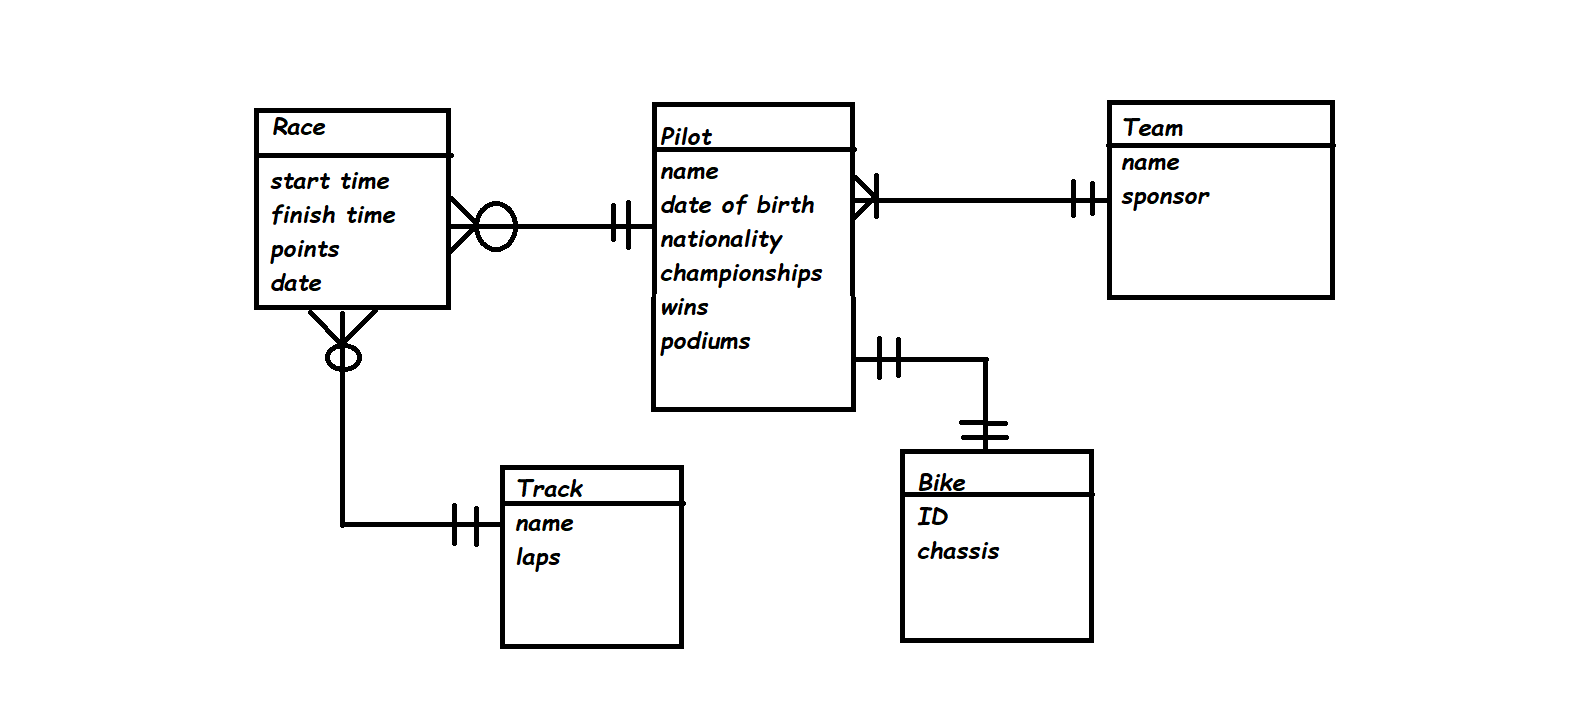 Race
start time
finish time
points
date
Pilot
name
date of birth
nationality
championships
wins
podiums
Team
name
sponsor
Track
name
laps
Bike
ID
chassis